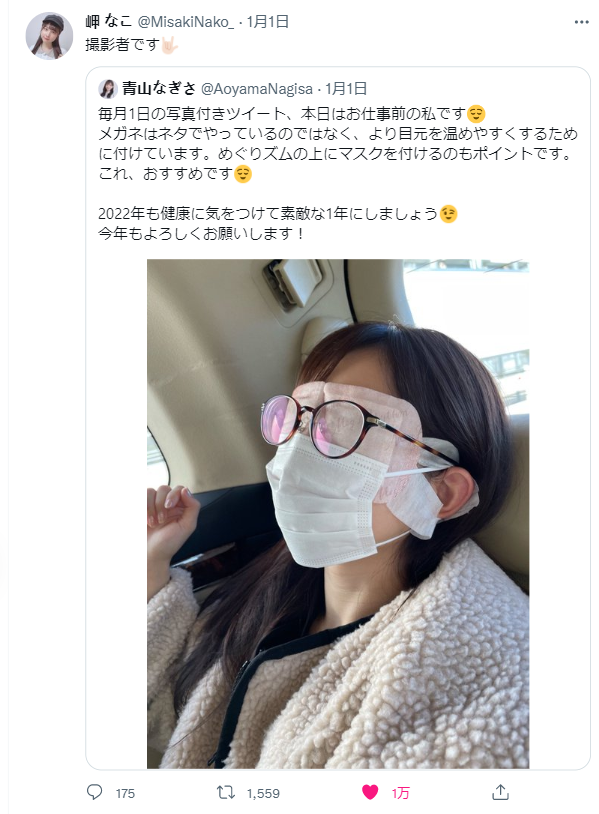 岬 なこ @MisakiNako_ · 1月1日
撮影者です🤟🏻
青山なぎさ @AoyamaNagisa · 1月1日
毎月1日の写真付きツイート、本日はお仕事前の私です😌
メガネはネタでやっているのではなく、より目元を温めやすくするため
に付けています。めぐりズムの上にマスクを付けるのもポイントです。
これ、おすすめです😌
2022年も健康に気をつけて素敵な1年にしましょう😉
今年もよろしくお願いします！
175
1,559
1万